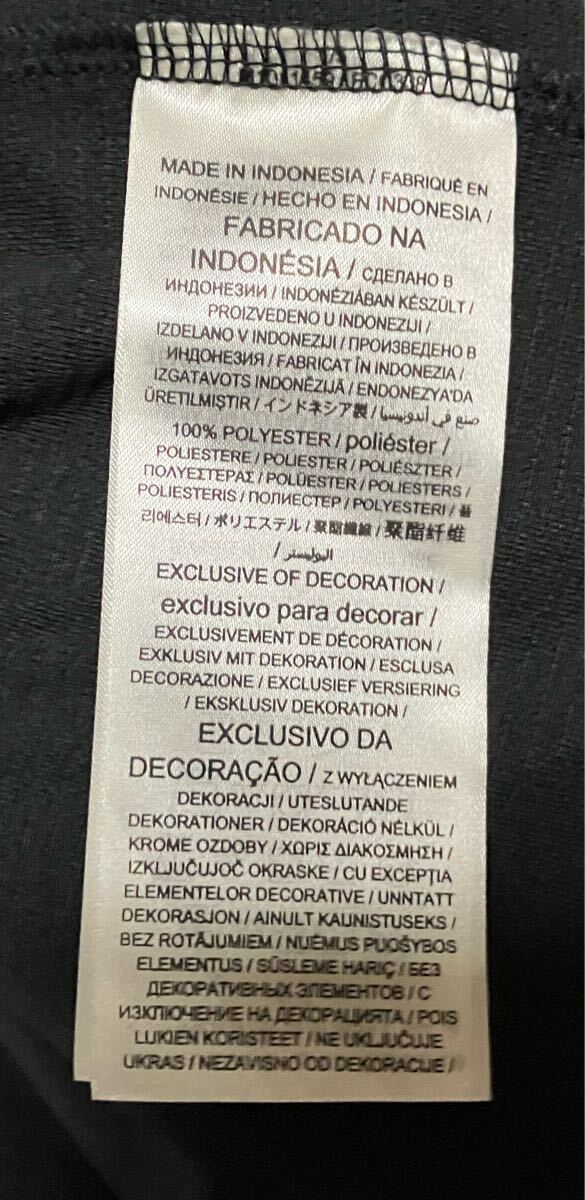 MADE IN INDONESIA / FABRIQUÉ EN
INDONÉSIE / HECHO EN INDONESIA /
FABRICADO NA
INDONÉSIA / СДЕЛАНО В
ИНДОНЕЗИИ / INDONÉZIÁBAN KÉSZÜLT /
PROIZVEDENO U INDONEZIJI /
IZDELANO V INDONEZIJI / ПРОИЗВЕДЕНО В
ИНДОНЕЗИЯ / FABRICAT ÎN INDONEZIA /
IZGATAVOTS INDONĒZIJĀ / ENDONEZYA'DA
ÜRETILMIŞTIR / インドネシア製 / صنع في أندونيسيا
100% POLYESTER / poliéster /
POLIESTERE / POLIESTER / POLIÉSZTER /
ΠΟΛΥΕΣΤΕΡΑΣ / POLÜESTER / POLIESTERS /
POLIESTERIS / ПОЛИЕСТЕР / POLYESTERI / 폴
리에스터 / ポリエステル / 聚酯纖維 / 聚酯纤维
/ البوليستر
EXCLUSIVE OF DECORATION /
exclusivo para decorar /
EXCLUSIVEMENT DE DÉCORATION /
EXKLUSIV MIT DEKORATION / ESCLUSA
DECORAZIONE / EXCLUSIEF VERSIERING
/ EKSKLUSIV DEKORATION /
EXCLUSIVO DA
DECORAÇÃO / Z WYŁĄCZENIEM
DEKORACJI / UTESLUTANDE
DEKORATIONER / DEKORÁCIÓ NÉLKÜL /
KROME OZDOBY / ΧΩΡΙΣ ΔΙΑΚΟΣΜΗΣΗ /
IZKLJUČUJOČ OKRASKE / CU EXCEPŢIA
ELEMENTELOR DECORATIVE / UNNTATT
DEKORASJON / AINULT KAUNISTUSEKS /
BEZ ROTĀJUMIEM / NUĖMUS PUOŠYBOS
ELEMENTUS / SÜSLEME HARIÇ / БЕЗ
ДЕКОРАТИВНЫХ ЭЛЕМЕНТОВ / С
ИЗКЛЮЧЕНИЕ НА ДЕКОРАЦИЯТА / POIS
LUKIEN KORISTEET / NE UKLJUČUJE
UKRAS / NEZAVISNO OD DEKORACIJE /